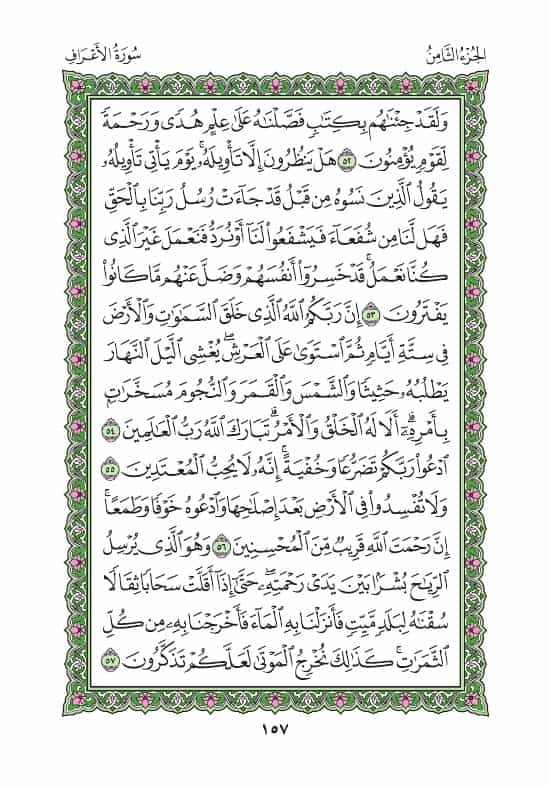 الجُزْءُ الثَّامِنُ
سُورَةُ الأَعْرَافِ
وَلَقَدْ جِئْنَٰهُم بِكِتَٰبٍ فَصَّلْنَٰهُ عَلَىٰ عِلْمٍ هُدًى وَرَحْمَةً
لِّقَوْمٍ يُؤْمِنُونَ ٥٢ هَلْ يَنظُرُونَ إِلَّا تَأْوِيلَهُۥ ۚ يَوْمَ يَأْتِى تَأْوِيلُهُۥ
يَقُولُ ٱلَّذِينَ نَسُوهُ مِن قَبْلُ قَدْ جَآءَتْ رُسُلُ رَبِّنَا بِٱلْحَقِّ
فَهَل لَّنَا مِن شُفَعَآءَ فَيَشْفَعُوا۟ لَنَآ أَوْ نُرَدُّ فَنَعْمَلَ غَيْرَ ٱلَّذِى
كُنَّا نَعْمَلُ ۚ قَدْ خَسِرُوٓا۟ أَنفُسَهُمْ وَضَلَّ عَنْهُم مَّا كَانُوا۟
يَفْتَرُونَ ٥٣ إِنَّ رَبَّكُمُ ٱللَّهُ ٱلَّذِى خَلَقَ ٱلسَّمَٰوَٰتِ وَٱلْأَرْضَ
فِى سِتَّةِ أَيَّامٍ ثُمَّ ٱسْتَوَىٰ عَلَى ٱلْعَرْشِ ۖ يُغْشِى ٱلَّيْلَ ٱلنَّهَارَ
يَطْلُبُهُۥ حَثِيثًا وَٱلشَّمْسَ وَٱلْقَمَرَ وَٱلنُّجُومَ مُسَخَّرَٰتٍۭ
بِأَمْرِهِۦٓ ۗ أَلَا لَهُ ٱلْخَلْقُ وَٱلْأَمْرُ ۗ تَبَارَكَ ٱللَّهُ رَبُّ ٱلْعَٰلَمِينَ ٥٤
ٱدْعُوا۟ رَبَّكُمْ تَضَرُّعًا وَخُفْيَةً ۚ إِنَّهُۥ لَا يُحِبُّ ٱلْمُعْتَدِينَ ٥٥
وَلَا تُفْسِدُوا۟ فِى ٱلْأَرْضِ بَعْدَ إِصْلَٰحِهَا وَٱدْعُوهُ خَوْفًا وَطَمَعًا ۚ
إِنَّ رَحْمَتَ ٱللَّهِ قَرِيبٌ مِّنَ ٱلْمُحْسِنِينَ ٥٦ وَهُوَ ٱلَّذِى يُرْسِلُ
ٱلرِّيَٰحَ بُشْرًۢا بَيْنَ يَدَىْ رَحْمَتِهِۦ ۖ حَتَّىٰٓ إِذَآ أَقَلَّتْ سَحَابًا ثِقَالًا
سُقْنَٰهُ لِبَلَدٍ مَّيِّتٍ فَأَنزَلْنَا بِهِ ٱلْمَآءَ فَأَخْرَجْنَا بِهِۦ مِن كُلِّ
ٱلثَّمَرَٰتِ ۚ كَذَٰلِكَ نُخْرِجُ ٱلْمَوْتَىٰ لَعَلَّكُمْ تَذَكَّرُونَ ٥٧
١٥٧